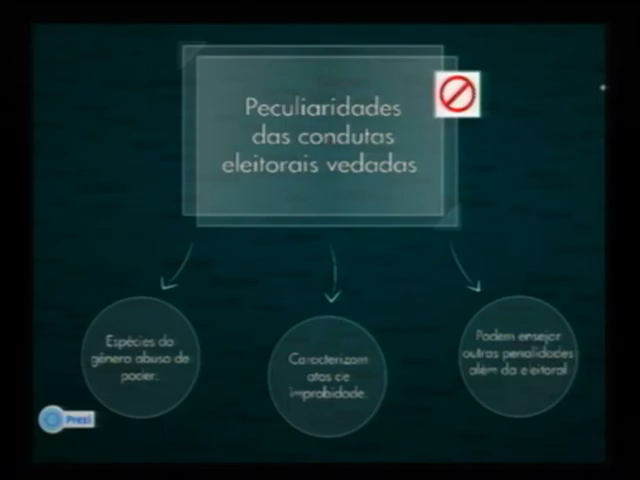 Peculiaridades
das condutas
eleitorais vedadas
Espécies do
gênero abuso de
poder.
Caracterizam
atos de
improbidade.
Podem ensejar
outras penalidades
além da eleitoral
Prezi